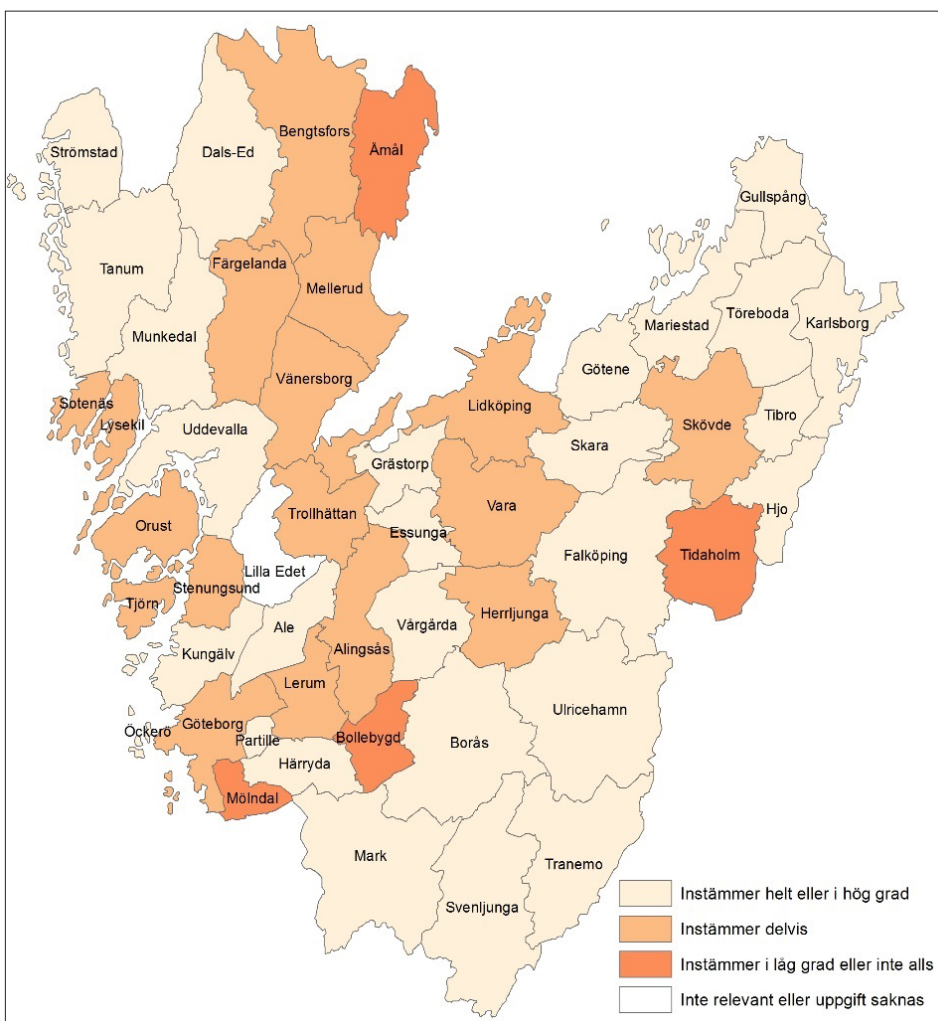 Bengtsfors
Åmål
Strömstad
Dals-Ed
Gullspång
Tanum
Färgelanda
Mellerud
Munkedal
Mariestad
Töreboda
Karlsborg
Götene
Vänersborg
Sotenäs
Lysekil
Lidköping
Tibro
Skövde
Uddevalla
Skara
Grästorp
Vara
Hjo
Trollhättan
Orust
Essunga
Falköping
Tidaholm
Lilla Edet
Stenungsund
Tjörn
Herrljunga
Ale
Vårgårda
Alingsås
Kungälv
Lerum
Ulricehamn
Öckerö
Göteborg
Partille
Bollebygd
Borås
Härryda
Mölndal
Mark
Tranemo
Svenljunga
Instämmer helt eller i hög grad
Instämmer delvis
Instämmer i låg grad eller inte alls
Inte relevant eller uppgift saknas